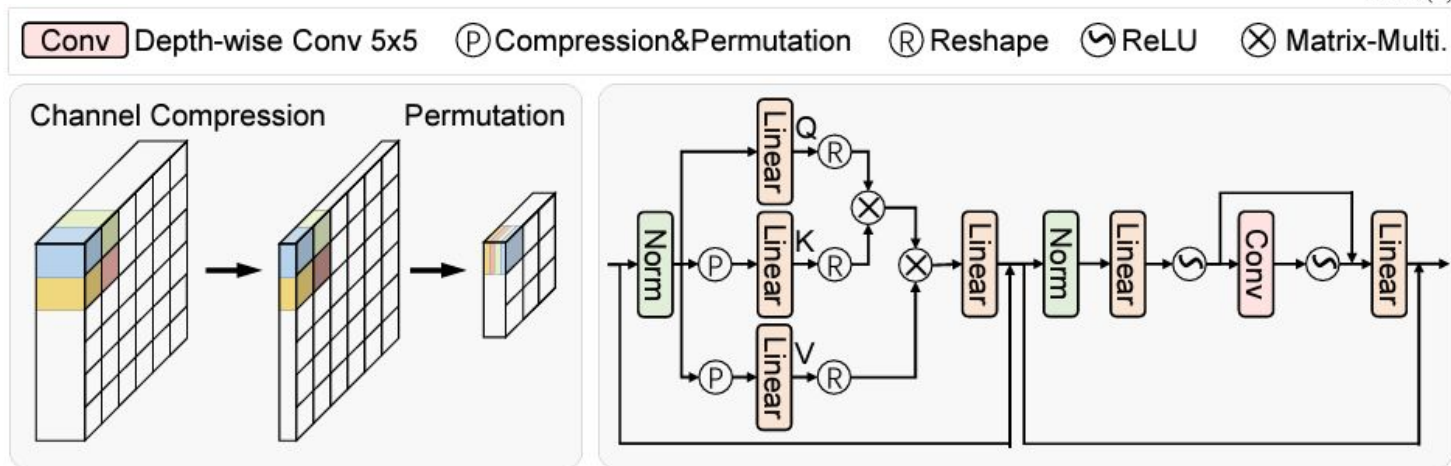 Conv Depth-wise Conv 5x5 Ⓟ Compression&Permutation Ⓡ Reshape ReLU ⊗ Matrix-Multi.
Channel Compression Permutation
Norm
Linear Q R
P Linear K R
P Linear V R
Linear
Norm
Linear
Conv
Linear